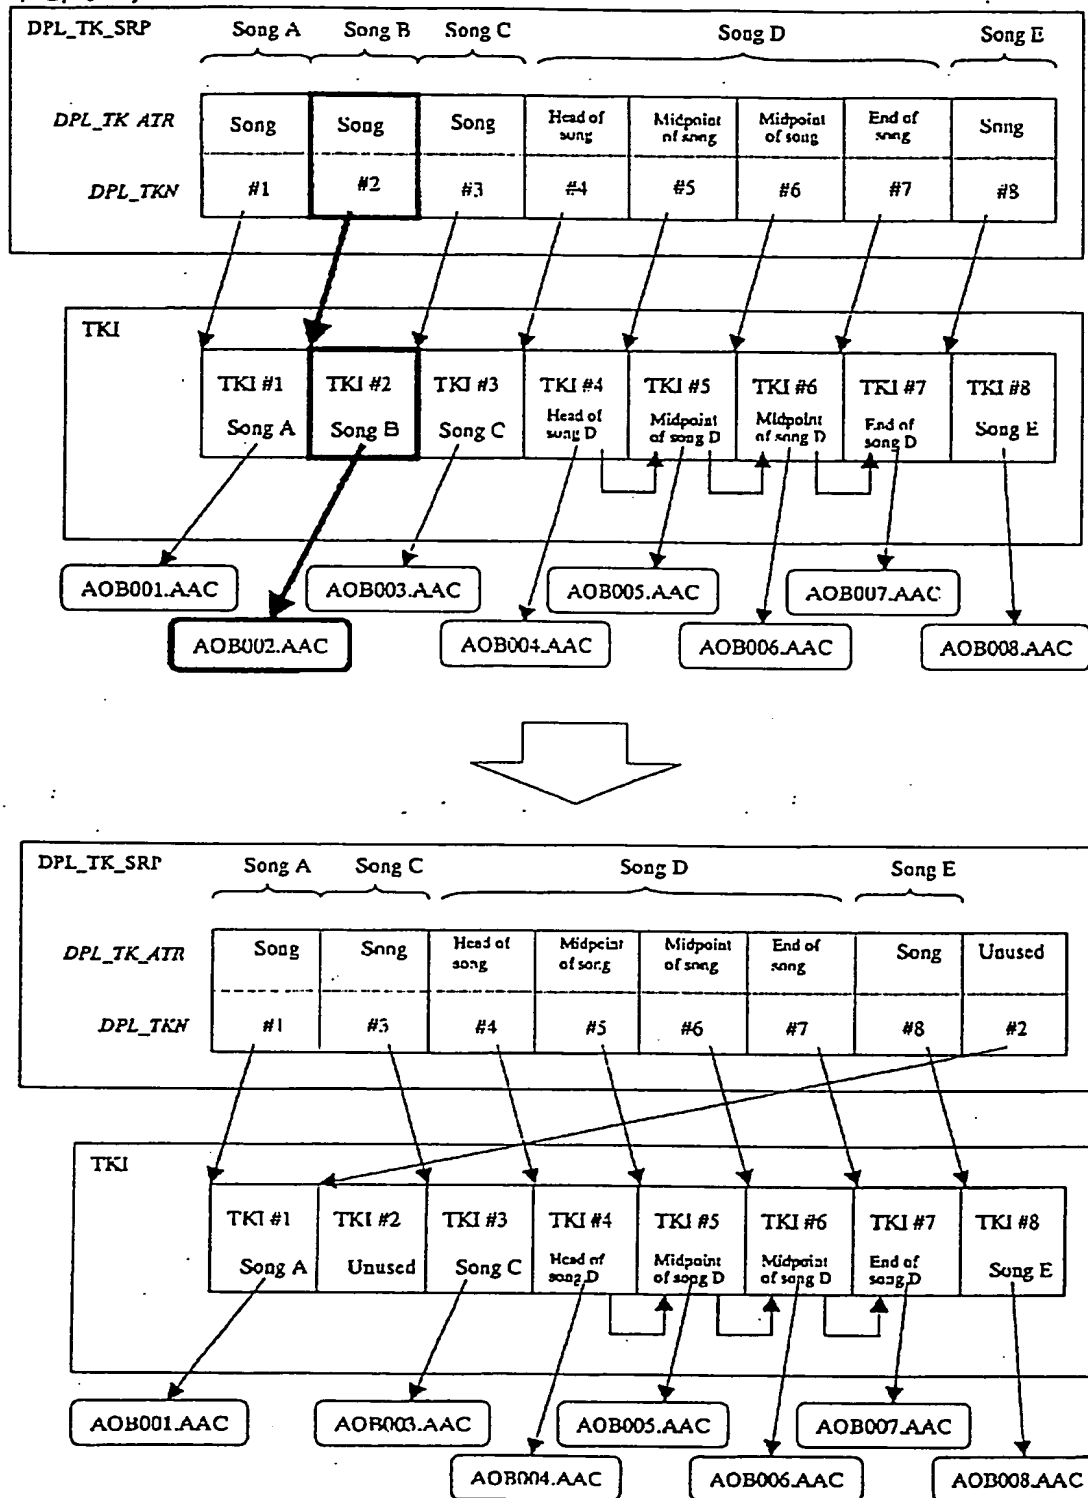 DPL_TK_SRP Song A Song B Song C Song D Song E
DPL_TK ATR Song Song Song Head of song Midpoint of song Midpoint of song End of song Song
DPL_TKN #1 #2 #3 #4 #5 #6 #7 #8
TKI
TKI #1 TKI #2 TKI #3 TKI #4 TKI #5 TKI #6 TKI #7 TKI #8
Song A Song B Song C Head of song D Midpoint of song D Midpoint of song D End of song D Song E
AOB001.AAC AOB003.AAC AOB005.AAC AOB007.AAC
AOB002.AAC AOB004.AAC AOB006.AAC AOB008.AAC
DPL_TK_SRP Song A Song C Song D Song E
DPL_TK_ATR Song Song Head of song Midpoint of song Midpoint of song End of song Song Unused
DPL_TKN #1 #3 #4 #5 #6 #7 #8 #2
TKI
TKI #1 TKI #2 TKI #3 TKI #4 TKI #5 TKI #6 TKI #7 TKI #8
Song A Unused Song C Head of song D Midpoint of song D Midpoint of song D End of song D Song E
AOB001.AAC AOB003.AAC AOB005.AAC AOB007.AAC
AOB004.AAC AOB006.AAC AOB008.AAC